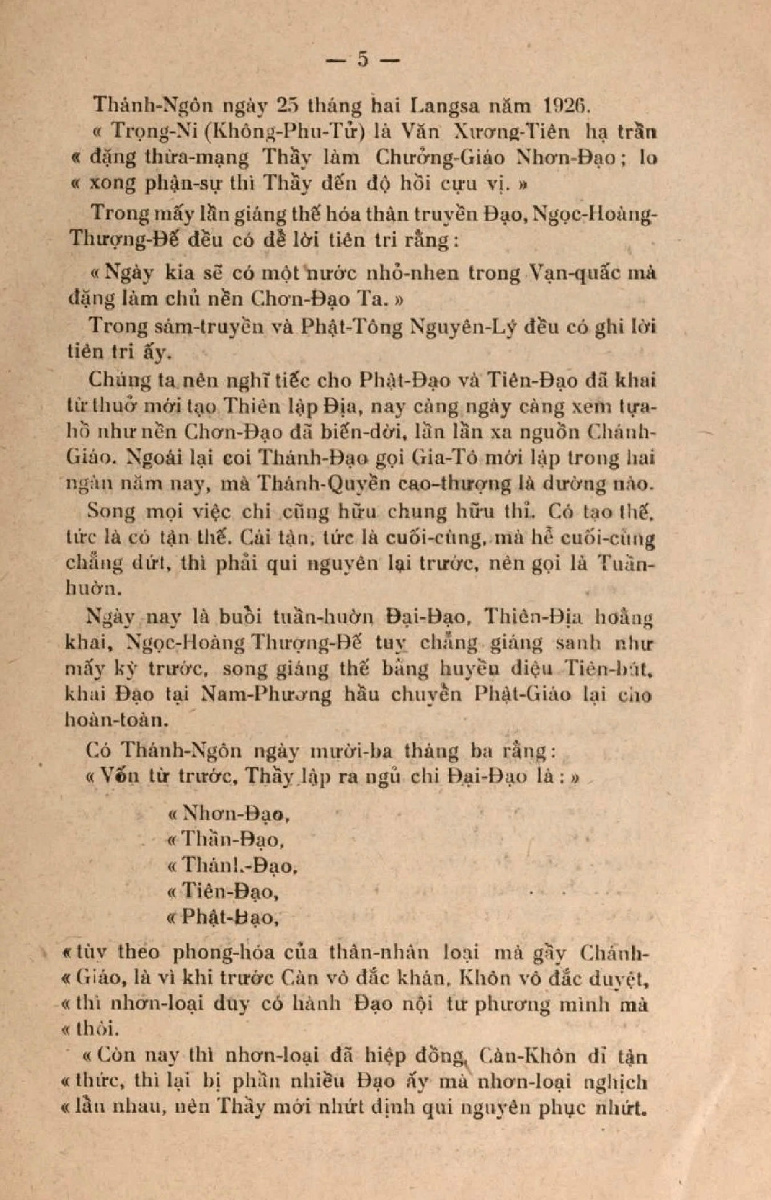 — 5 —
Thánh-Ngôn ngày 25 tháng hai Langsa năm 1926.
« Trọng-Ni (Không-Phu-Tử) là Văn Xương-Tiên hạ trần
« đặng thừa-mạng Thầy làm Chưởng-Giáo Nhơn-Đạo ; lo
« xong phận-sự thì Thầy đến độ hồi cựu vị. »
Trong mấy lần giáng thế hóa thân truyền Đạo, Ngọc-Hoàng-
Thượng-Đế đều có để lời tiên tri rằng :
« Ngày kia sẽ có một nước nhỏ-nhen trong Vạn-quấc mà
đặng làm chủ nền Chơn-Đạo Ta. »
Trong sám-truyền và Phật-Tông Nguyên-Lý đều có ghi lời
tiên tri ấy.
Chúng ta nên nghĩ tiếc cho Phật-Đạo và Tiên-Đạo đã khai
từ thuở mới tạo Thiên lập Địa, nay càng ngày càng xem tựa-
hồ như nền Chơn-Đạo đã biến-dời, lần lần xa nguồn Chánh-
Giáo. Ngoái lại coi Thánh-Đạo gọi Gia-Tô mới lập trong hai
ngàn năm nay, mà Thánh-Quyền cao-thượng là dường nào.
Song mọi việc chi cũng hữu chung hữu thỉ. Có tạo thế,
tức là có tận thế. Cái tận, tức là cuối-cùng, mà hễ cuối-cùng
chẳng dứt, thì phải qui nguyên lại trước, nên gọi là Tuần-
huờn.
Ngày nay là buổi tuần-huờn Đại-Đạo, Thiên-Địa hoằng
khai, Ngọc-Hoàng Thượng-Đế tuy chẳng giáng sanh như
mấy kỳ trước, song giáng thế bằng huyền diệu Tiên-bút,
khai Đạo tại Nam-Phương hầu chuyển Phật-Giáo lại cho
hoàn-toàn.
Có Thánh-Ngôn ngày mười-ba tháng ba rằng :
« Vốn từ trước, Thầy lập ra ngủ chi Đại-Đạo là : »
« Nhơn-Đạo,
« Thần-Đạo,
« Thánh-Đạo,
« Tiên-Đạo,
« Phật-Đạo,
« tùy theo phong-hóa của thân-nhân loại mà gầy Chánh-
« Giáo, là vì khi trước Càn vô đắc khán, Khôn vô đắc duyệt,
« thì nhơn-loại duy có hành Đạo nội tư phương mình mà
« thôi.
« Còn nay thì nhơn-loại đã hiệp đồng, Càn-Khôn dĩ tận
« thức, thì lại bị phần nhiều Đạo ấy mà nhơn-loại nghịch
« lẫn nhau, nên Thầy mới nhứt định qui nguyên phục nhứt.